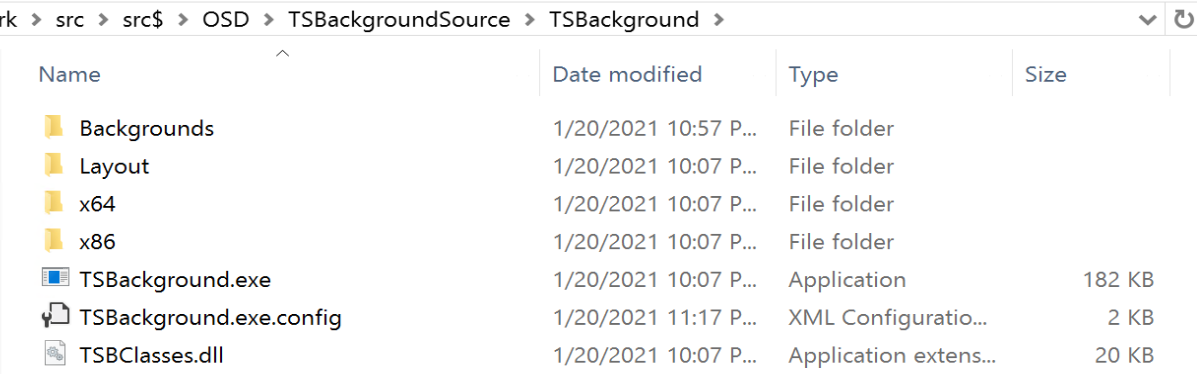 rk > src > src$ > OSD > TSBackgroundSource > TSBackground >
Name Date modified Type Size
Backgrounds 1/20/2021 10:57 P... File folder
Layout 1/20/2021 10:07 P... File folder
x64 1/20/2021 10:07 P... File folder
x86 1/20/2021 10:07 P... File folder
TSBackground.exe 1/20/2021 10:07 P... Application 182 KB
TSBackground.exe.config 1/20/2021 11:17 P... XML Configuratio... 2 KB
TSBClasses.dll 1/20/2021 10:07 P... Application extens... 20 KB